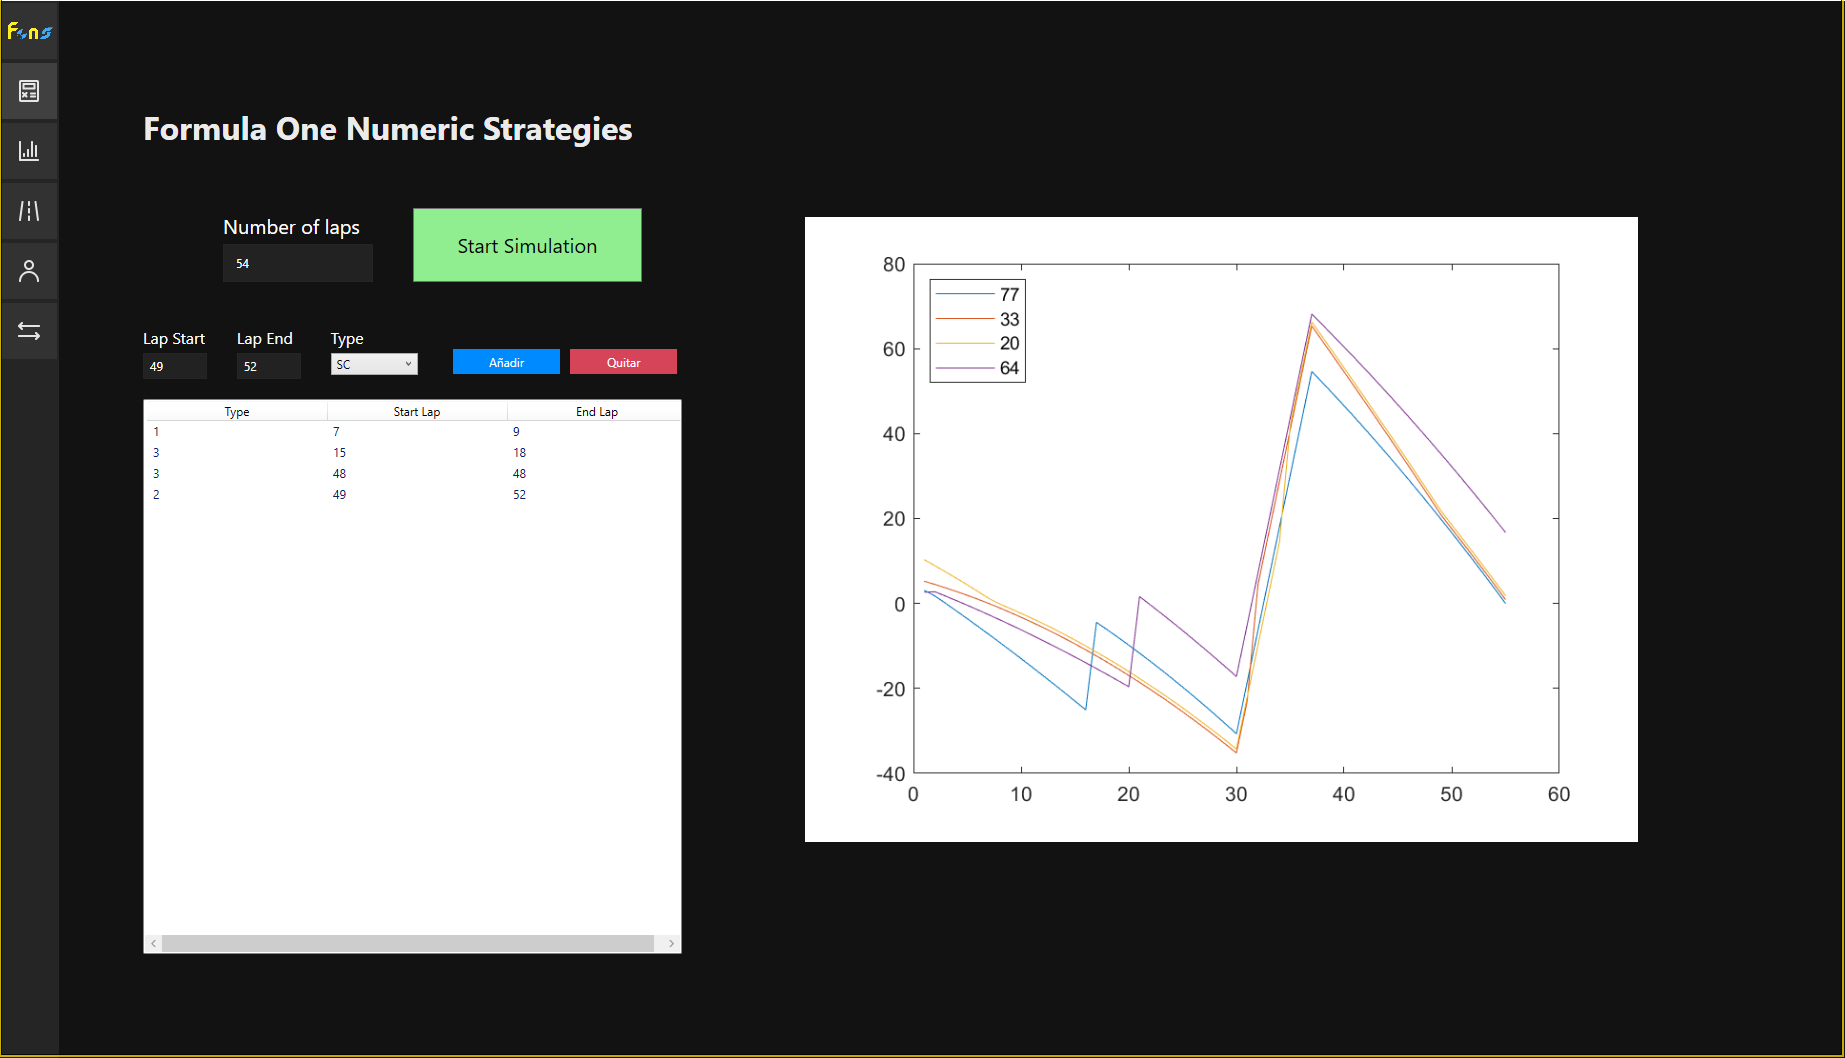 Fons
Formula One Numeric Strategies
Number of laps
54
Start Simulation
Lap Start
Lap End
Type
49
52
SC
Añadir
Quitar
Type Start Lap End Lap
1 7 9
3 15 18
3 48 48
2 49 52
77
33
20
64
80
60
40
20
0
-20
-40
0 10 20 30 40 50 60